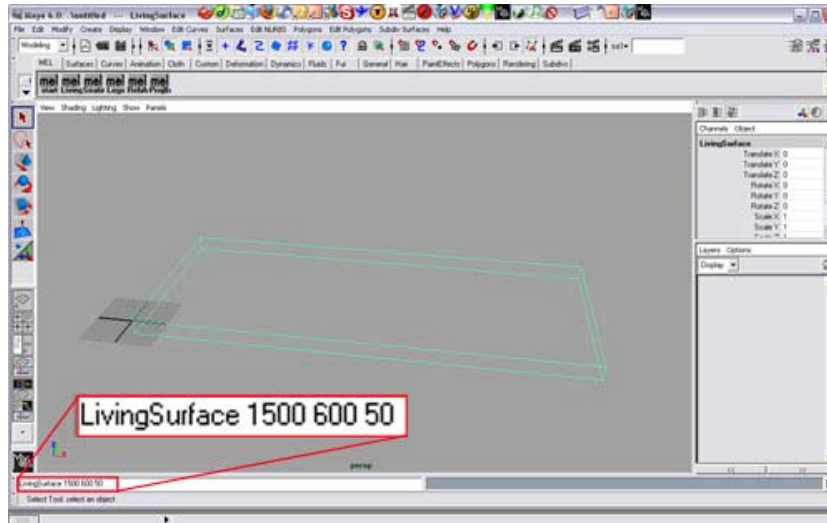 Maya 6.0: \untitled --- LivingSurface
File Edit Modify Create Display Window Edit Curves Surfaces Edit NURBS Polygons Edit Polygons Subdiv Surfaces Help
Modeling
sel-
MEL Surfaces Curves Animation Cloth Custom Deformation Dynamics Fluids Fur General Hair PaintEffects Polygons Rendering Subdivs
mel mel mel mel mel mel
View Shading Lighting Show Panels
Channels Object
LivingSurface
Translate X 0
Translate Y 0
Translate Z 0
Rotate X 0
Rotate Y 0
Rotate Z 0
Scale X 1
Scale Y 1
Layers Options
Display
LivingSurface 1500 600 50
persp
LivingSurface 1500 600 50
Select Tool: select an object